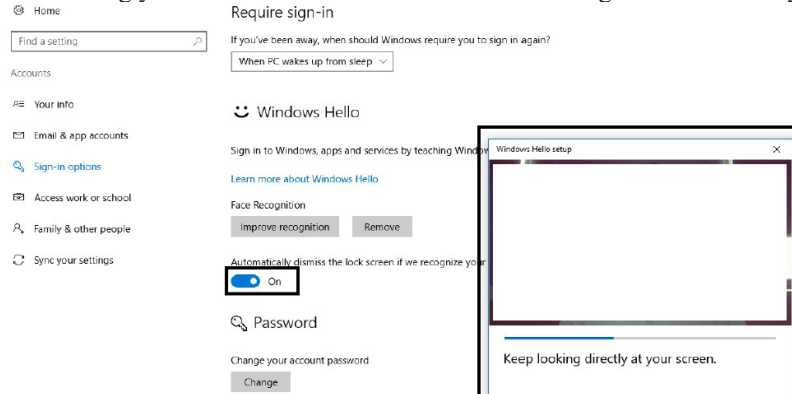 Home
Find a setting
Accounts
Your info
Email & app accounts
Sign-in options
Access work or school
Family & other people
Sync your settings
Require sign-in
If you've been away, when should Windows require you to sign in again?
When PC wakes up from sleep
Windows Hello
Sign in to Windows, apps and services by teaching Window
Learn more about Windows Hello
Face Recognition
Improve recognition Remove
Automatically dismiss the lock screen if we recognize your
On
Password
Change your account password
Change
Windows Hello setup
Keep looking directly at your screen.